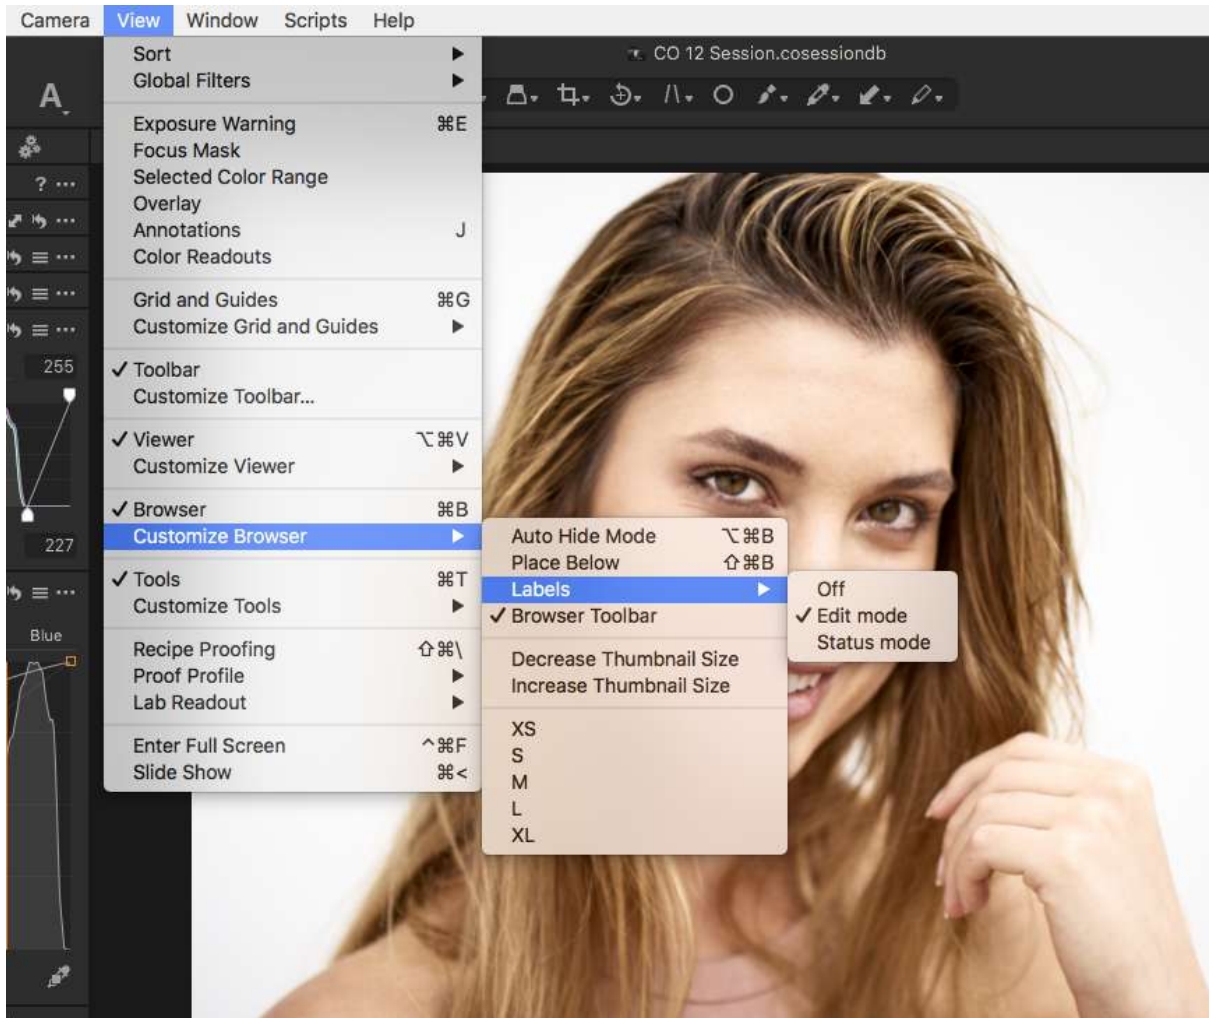 Camera View Window Scripts Help
CO 12 Session.cosessiondb
A
?
255
227
Blue
Sort
Global Filters
Exposure Warning ⌘E
Focus Mask
Selected Color Range
Overlay
Annotations J
Color Readouts
Grid and Guides ⌘G
Customize Grid and Guides
Toolbar
Customize Toolbar...
Viewer ⌥⌘V
Customize Viewer
Browser ⌘B
Customize Browser
Tools ⌘T
Customize Tools
Recipe Proofing ⇧⌘\
Proof Profile
Lab Readout
Enter Full Screen ^⌘F
Slide Show ⌘<
Auto Hide Mode ⌥⌘B
Place Below ⇧⌘B
Labels
Browser Toolbar
Decrease Thumbnail Size
Increase Thumbnail Size
XS
S
M
L
XL
Off
Edit mode
Status mode